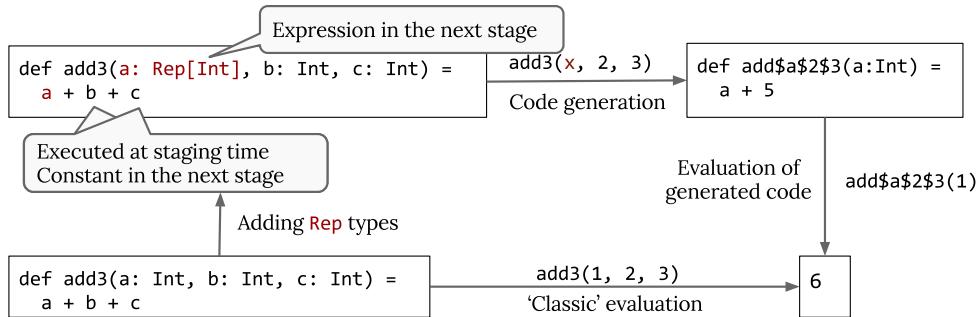 Expression in the next stage
def add3(a: Rep[Int], b: Int, c: Int) =
a + b + c
add3(x, 2, 3)
Code generation
def add$a$2$3(a:Int) =
a + 5
Executed at staging time
Constant in the next stage
Evaluation of
generated code
add$a$2$3(1)
Adding Rep types
def add3(a: Int, b: Int, c: Int) =
a + b + c
add3(1, 2, 3)
‘Classic’ evaluation
6